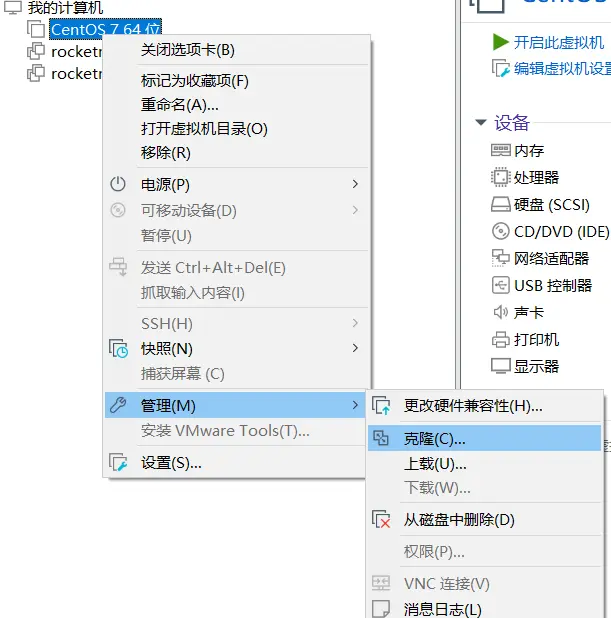 我的计算机
CentOS 7 64 位
rocketr
rocketr
关闭选项卡(B)
标记为收藏项(F)
重命名(A)...
打开虚拟机目录(O)
移除(R)
电源(P)
可移动设备(D)
暂停(U)
发送 Ctrl+Alt+Del(E)
抓取输入内容(I)
SSH(H)
快照(N)
捕获屏幕 (C)
管理(M)
安装 VMware Tools(T)...
设置(S)...
更改硬件兼容性(H)...
克隆(C)...
上载(U)...
下载(W)...
从磁盘中删除(D)
权限(P)...
VNC 连接(V)
消息日志(L)
CentOS
开启此虚拟机
编辑虚拟机设置
设备
内存
处理器
硬盘 (SCSI)
CD/DVD (IDE)
网络适配器
USB 控制器
声卡
打印机
显示器